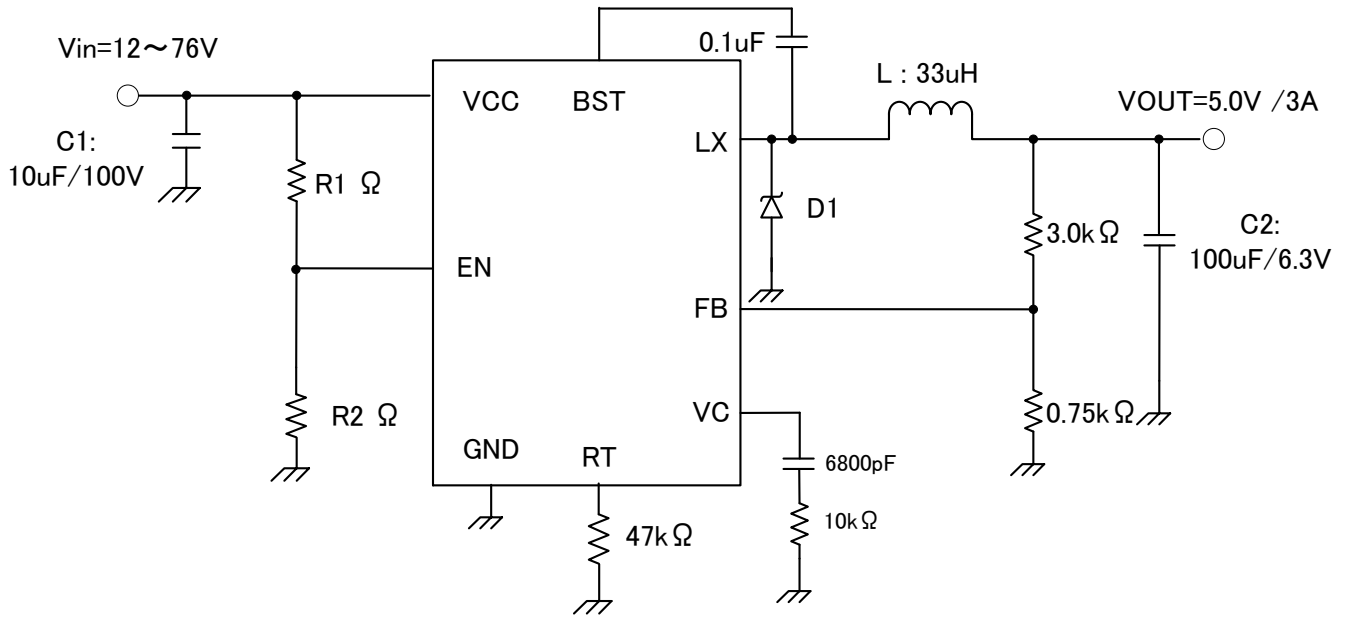 Vin=12～76V
C1:
10uF/100V
R1 Ω
R2 Ω
VCC
BST
LX
EN
FB
VC
GND
RT
0.1uF
L : 33uH
VOUT=5.0V /3A
D1
3.0kΩ
C2:
100uF/6.3V
0.75kΩ
6800pF
10kΩ
47kΩ